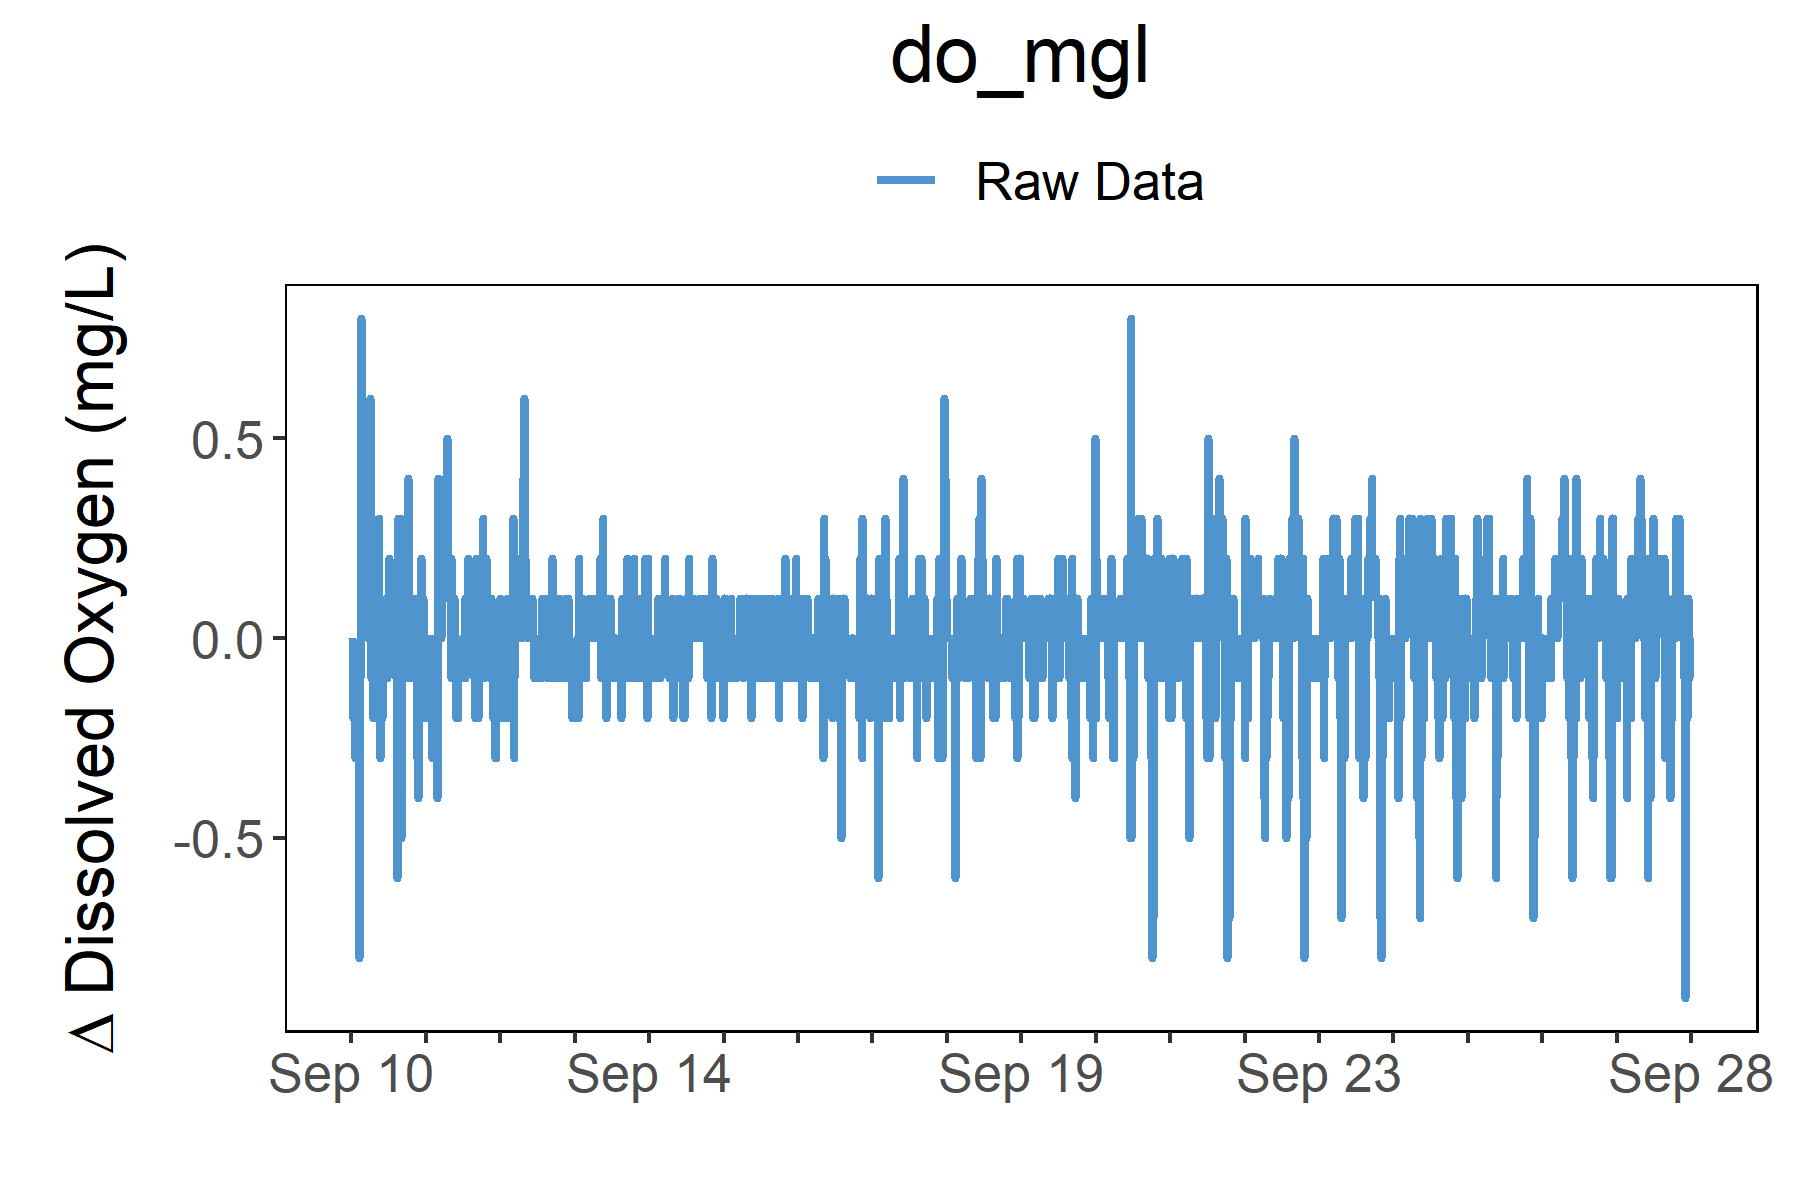 do_mgl
Raw Data
Δ Dissolved Oxygen (mg/L)
0.5
0.0
-0.5
Sep 10 Sep 14 Sep 19 Sep 23 Sep 28